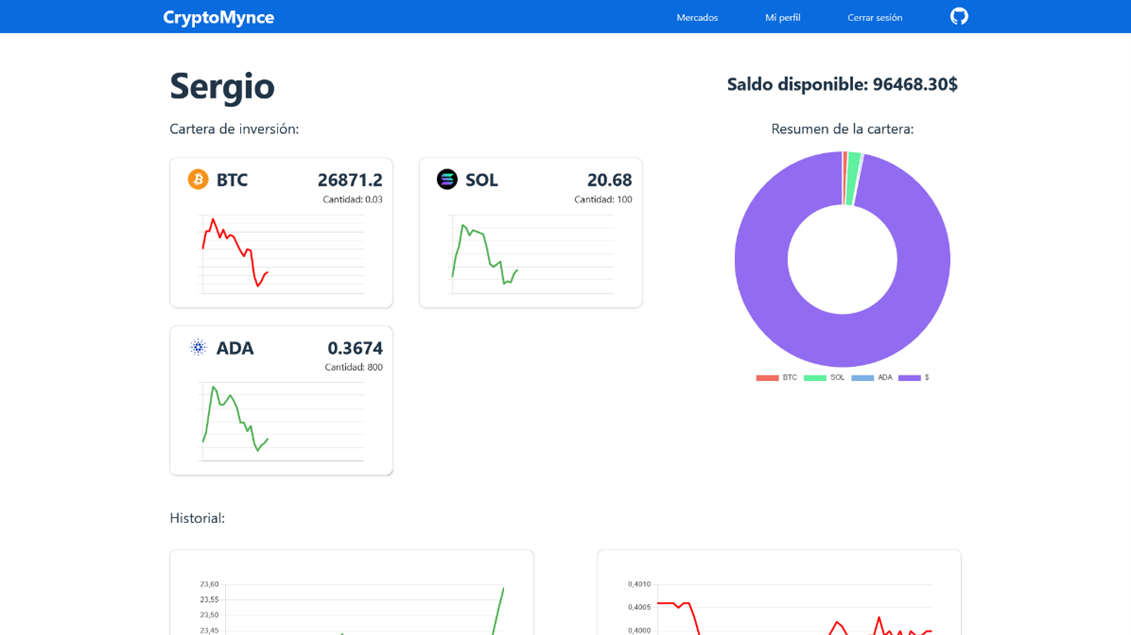 CryptoMynce
Mercados
Mi perfil
Cerrar sesión
Sergio
Saldo disponible: 96468.30$
Cartera de inversión:
Resumen de la cartera:
BTC
26871.2
Cantidad: 0.03
SOL
20.68
Cantidad: 100
ADA
0.3674
Cantidad: 800
BTC
SOL
ADA
$
Historial:
23,60
23,55
23,50
23,45
0,4010
0,4005
0,4000